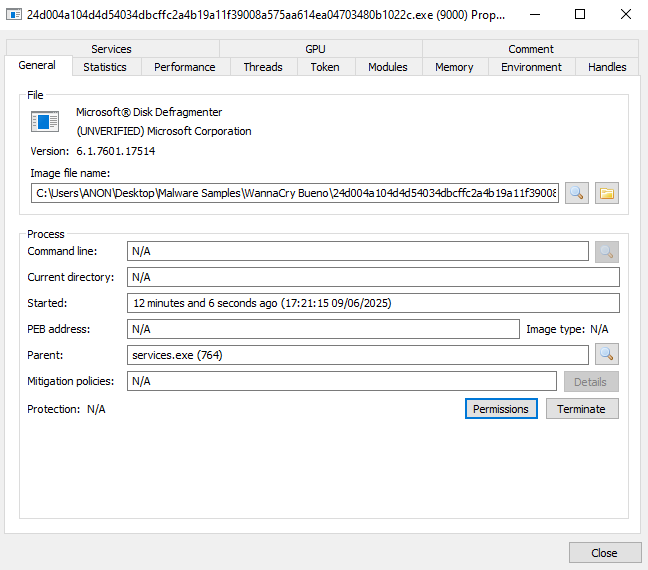 24d004a104d4d54034dbcffc2a4b19a11f39008a575aa614ea04703480b1022c.exe (9000) Prop...
Services GPU Comment
General Statistics Performance Threads Token Modules Memory Environment Handles
File
Microsoft® Disk Defragmenter
(UNVERIFIED) Microsoft Corporation
Version: 6.1.7601.17514
Image file name:
C:\Users\ANON\Desktop\Malware Samples\WannaCry Bueno\24d004a104d4d54034dbcffc2a4b19a11f39008
Process
Command line: N/A
Current directory: N/A
Started: 12 minutes and 6 seconds ago (17:21:15 09/06/2025)
PEB address: N/A Image type: N/A
Parent: services.exe (764)
Mitigation policies: N/A Details
Protection: N/A Permissions Terminate
Close